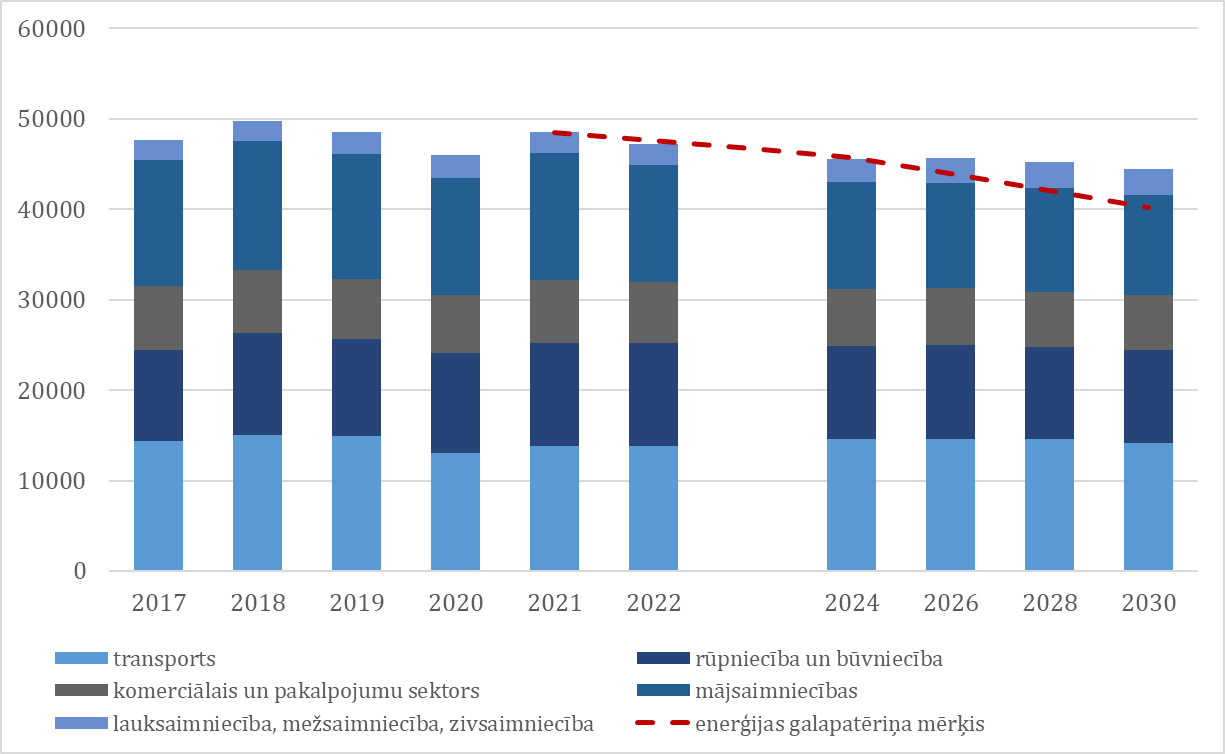 60000
50000
40000
30000
20000
10000
0
2017 2018 2019 2020 2021 2022 2024 2026 2028 2030
transports rūpniecība un būvniecība
komerciālais un pakalpojumu sektors mājsaimniecības
lauksaimniecība, mežsaimniecība, zivsaimniecība enerģijas galapatēriņa mērķis